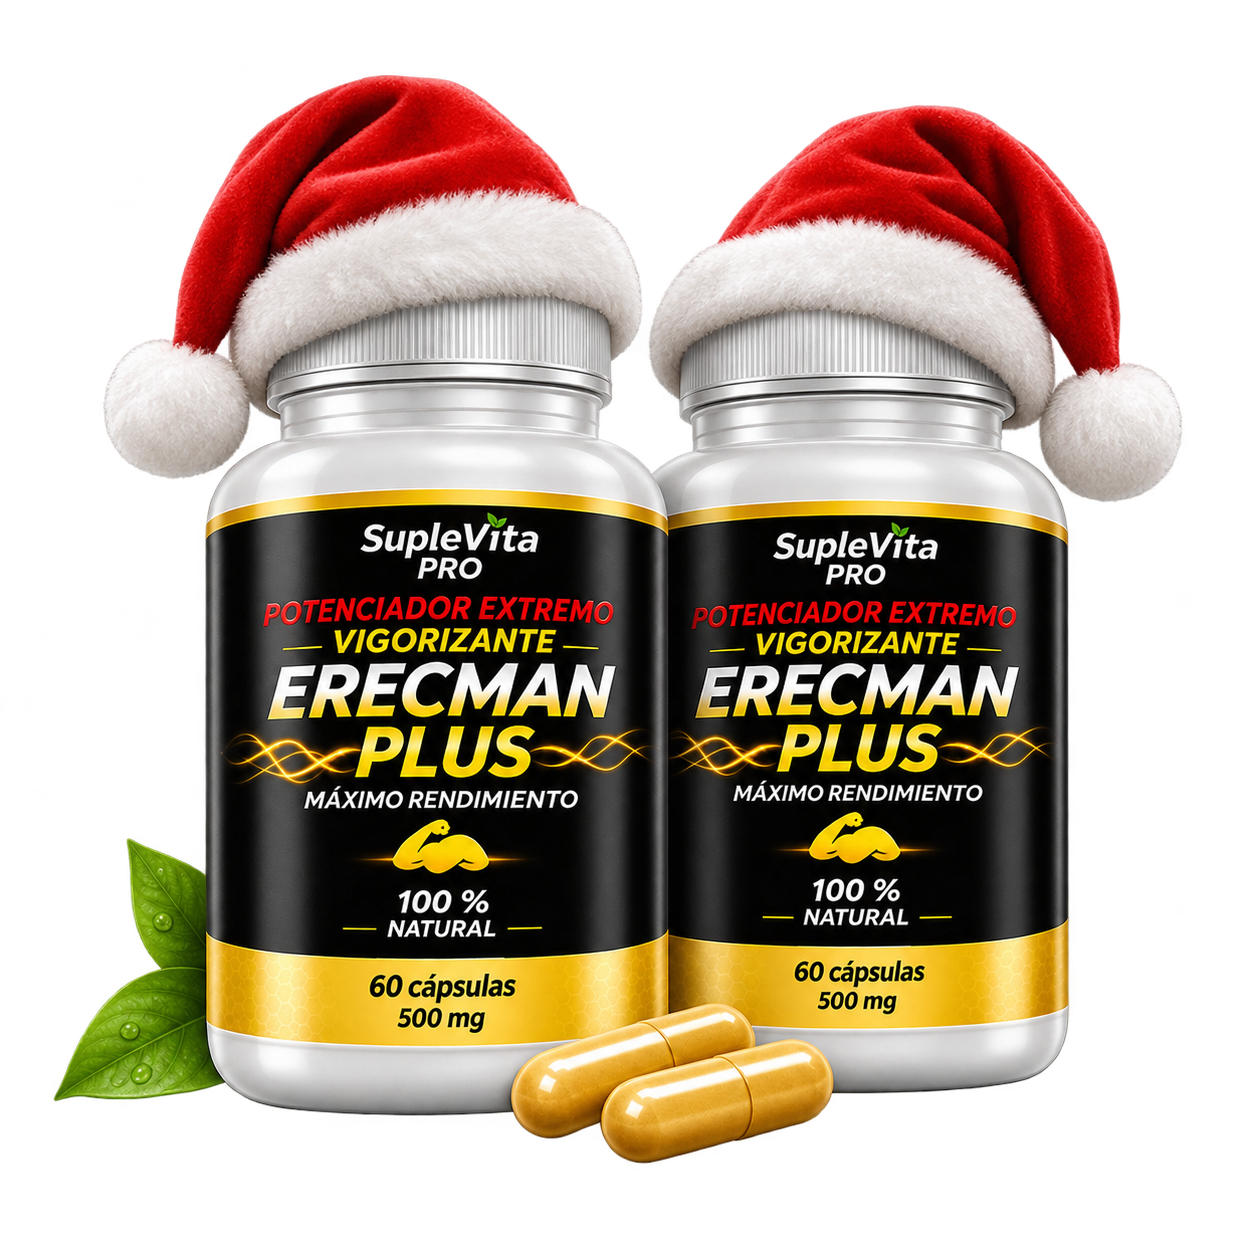 SupleVita
PRO
POTENCIADOR EXTREMO
VIGORIZANTE
ERECMAN
PLUS
MÁXIMO RENDIMIENTO
100 %
NATURAL
60 cápsulas
500 mg
SupleVita
PRO
POTENCIADOR EXTREMO
VIGORIZANTE
ERECMAN
PLUS
MÁXIMO RENDIMIENTO
100 %
NATURAL
60 cápsulas
500 mg